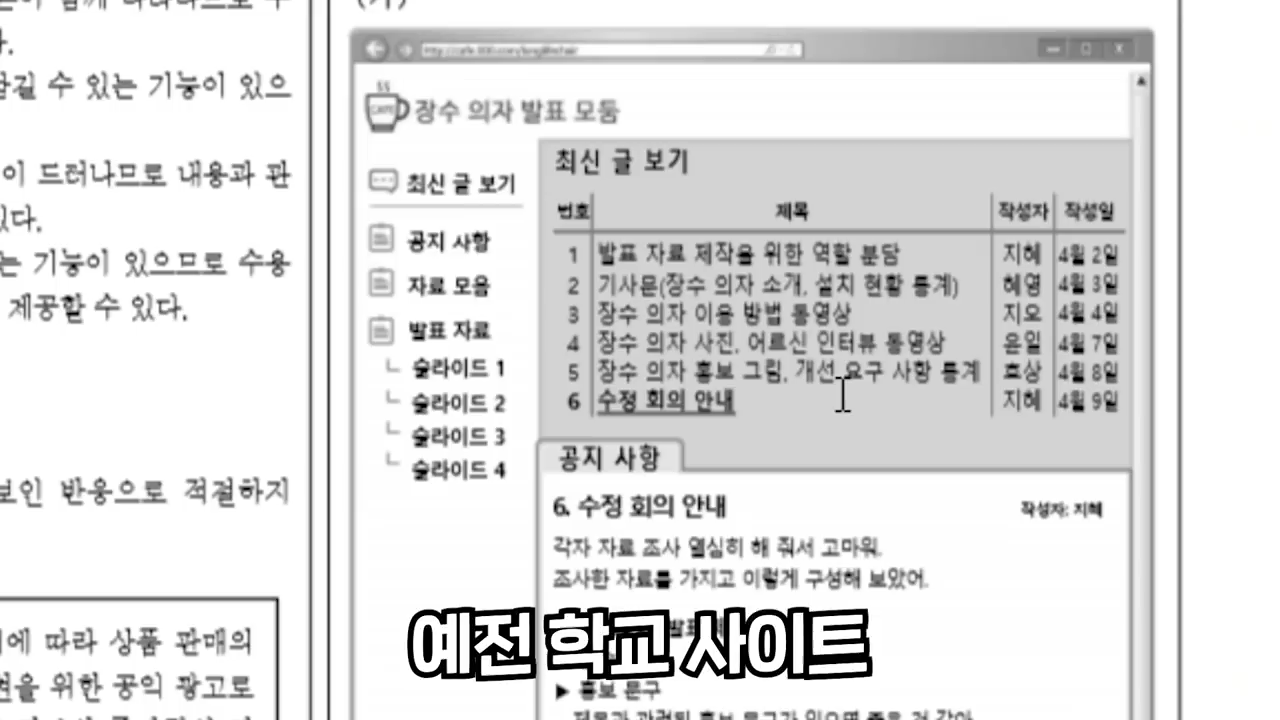 (가)
삼길 수 있는 기능이 있으
이 드러나므로 내용과 관
있다.
는 기능이 있으므로 수용
제공할 수 있다.
보인 반응으로 적절하지
에 따라 상품 판매의
위한 공익 광고로
CAFE 장수 의자 발표 모둠
최신 글 보기
공지 사항
자료 모음
발표 자료
슬라이드 1
슬라이드 2
슬라이드 3
슬라이드 4
최신 글 보기
번호 제목 작성자 작성일
1 발표 자료 제작을 위한 역할 분담 지혜 4월 2일
2 기사문(장수 의자 소개, 설치 현황 통계) 혜영 4월 3일
3 장수 의자 이용 방법 동영상 지오 4월 4일
4 장수 의자 사진, 어르신 인터뷰 동영상 윤일 4월 7일
5 장수 의자 홍보 그림, 개선 요구 사항 통계 효상 4월 8일
6 수정 회의 안내 지혜 4월 9일
공지 사항
6. 수정 회의 안내 작성자: 지혜
각자 자료 조사 열심히 해 줘서 고마워.
조사한 자료를 가지고 이렇게 구성해 보았어.
예전 학교 사이트
▶ 홍보 문구